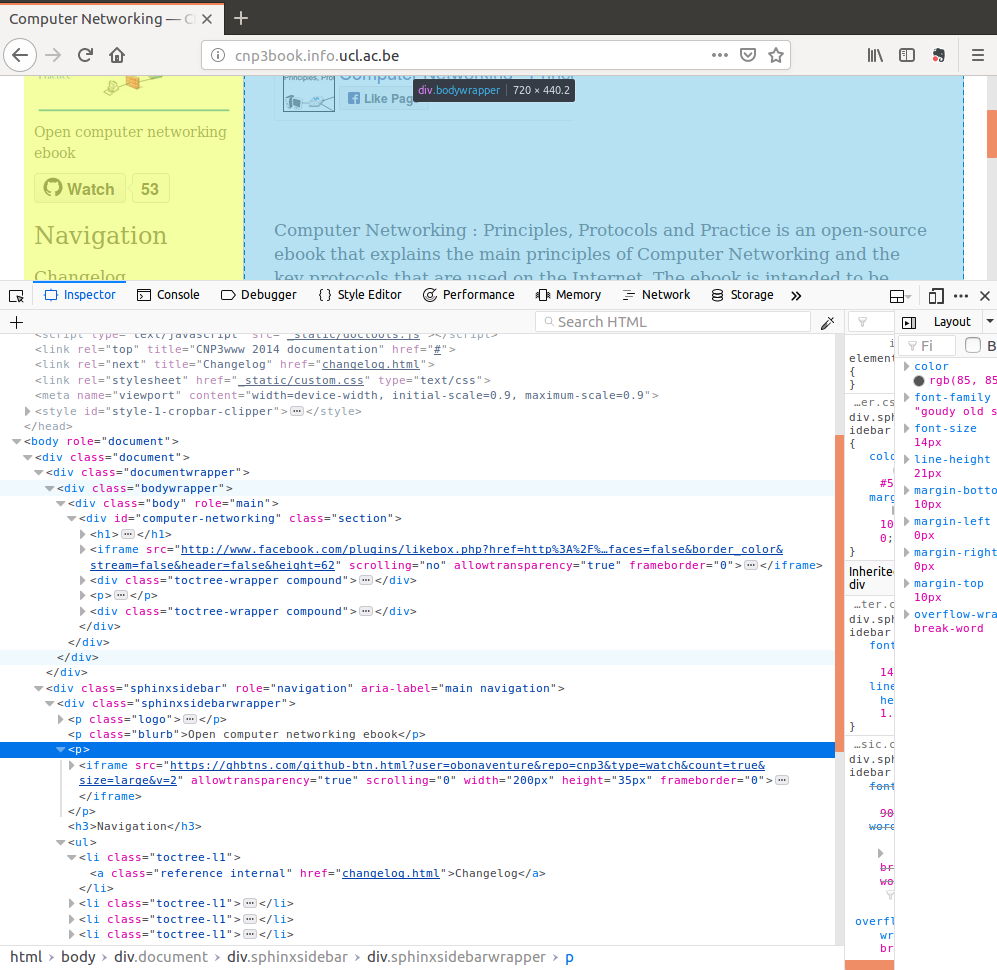 Computer Networking — C
cnp3book.info.ucl.ac.be
Principles, Pro
Like Pag
div.bodywrapper 720 × 440.2
Open computer networking
ebook
Watch 53
Navigation
Changelog
Computer Networking : Principles, Protocols and Practice is an open-source
ebook that explains the main principles of Computer Networking and the
key protocols that are used on the Internet. The ebook is intended to be
Inspector Console Debugger { } Style Editor Performance Memory Network Storage
Search HTML
Layout
<script type="text/javascript" src="_static/doctools.js"></script>
<link rel="top" title="CNP3www 2014 documentation" href="#">
<link rel="next" title="Changelog" href="changelog.html">
<link rel="stylesheet" href="_static/custom.css" type="text/css">
<meta name="viewport" content="width=device-width, initial-scale=0.9, maximum-scale=0.9">
<style id="style-1-cropbar-clipper"></style>
</head>
<body role="document">
<div class="document">
<div class="documentwrapper">
<div class="bodywrapper">
<div class="body" role="main">
<div id="computer-networking" class="section">
<h1></h1>
<iframe src="http://www.facebook.com/plugins/likebox.php?href=http%3A%2F%…faces=false&border_color&
stream=false&header=false&height=62" scrolling="no" allowtransparency="true" frameborder="0"></iframe>
<div class="toctree-wrapper compound"></div>
<p></p>
<div class="toctree-wrapper compound"></div>
</div>
</div>
</div>
</div>
<div class="sphinxsidebar" role="navigation" aria-label="main navigation">
<div class="sphinxsidebarwrapper">
<p class="logo"></p>
<p class="blurb">Open computer networking ebook</p>
<p>
<iframe src="https://ghbtns.com/github-btn.html?user=obonaventure&repo=cnp3&type=watch&count=true&
size=large&v=2" allowtransparency="true" scrolling="0" width="200px" height="35px" frameborder="0">
</iframe>
</p>
<h3>Navigation</h3>
<ul>
<li class="toctree-l1">
<a class="reference internal" href="changelog.html">Changelog</a>
</li>
<li class="toctree-l1"></li>
<li class="toctree-l1"></li>
<li class="toctree-l1"></li>
html › body › div.document › div.sphinxsidebar › div.sphinxsidebarwrapper › p
element
{
}
…er.cs
div.sph
idebar
{
colo
#5
marg
10
0;
}
Inherite
div
…ter.c
div.sph
idebar
font
14
line
he
1.
}
…sic.c
div.sph
idebar
font
90
word
br
wo
overfl
wr
br
Fi B
color
rgb(85, 85
font-family
"goudy old s
font-size
14px
line-height
21px
margin-botto
10px
margin-left
0px
margin-right
0px
margin-top
10px
overflow-wra
break-word